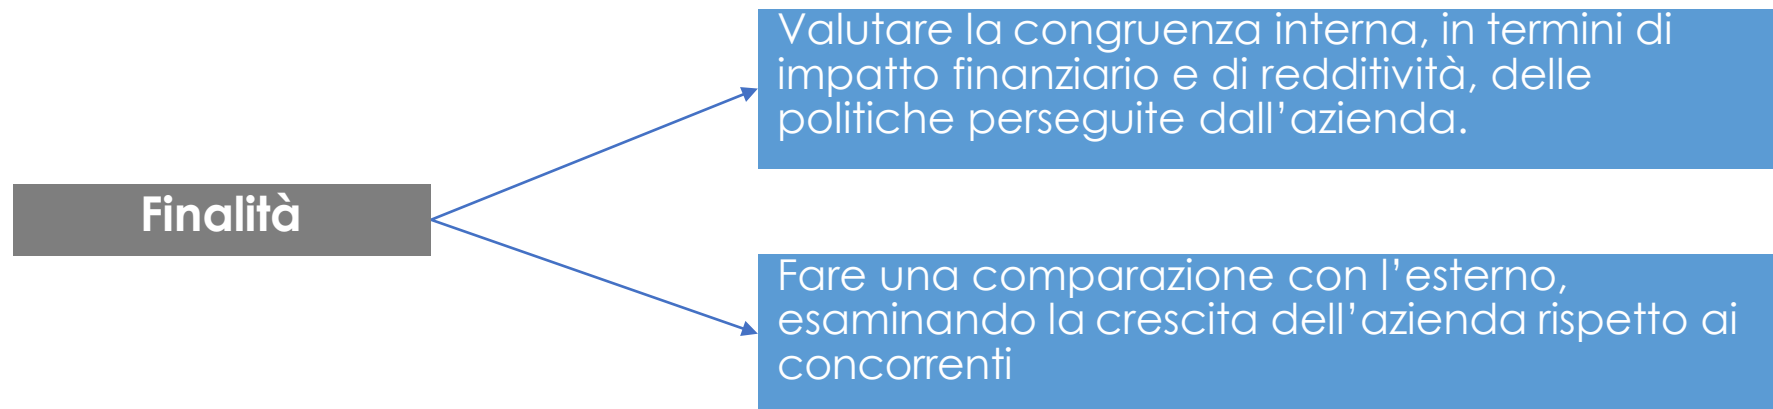 Valutare la congruenza interna, in termini di
impatto finanziario e di redditività, delle
politiche perseguite dall’azienda.
Finalità
Fare una comparazione con l’esterno,
esaminando la crescita dell’azienda rispetto ai
concorrenti